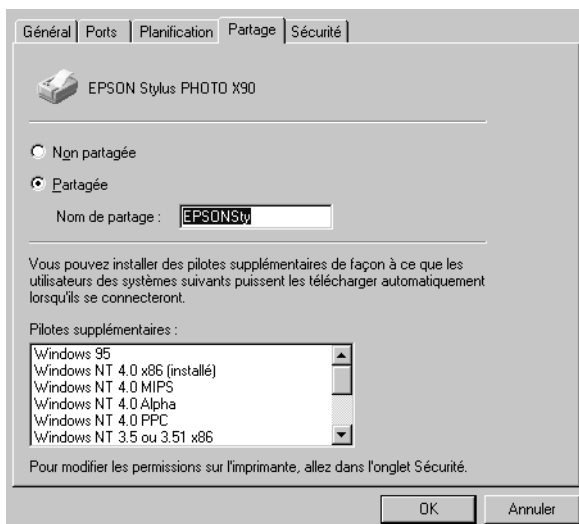 Général Ports Planification Partage Sécurité
EPSON Stylus PHOTO X90
Non partagée
Partagée
Nom de partage : EPSONSty
Vous pouvez installer des pilotes supplémentaires de façon à ce que les
utilisateurs des systèmes suivants puissent les télécharger automatiquement
lorsqu'ils se connecteront.
Pilotes supplémentaires :
Windows 95
Windows NT 4.0 x86 (installé)
Windows NT 4.0 MIPS
Windows NT 4.0 Alpha
Windows NT 4.0 PPC
Windows NT 3.5 ou 3.51 x86
Pour modifier les permissions sur l'imprimante, allez dans l'onglet Sécurité.
OK Annuler